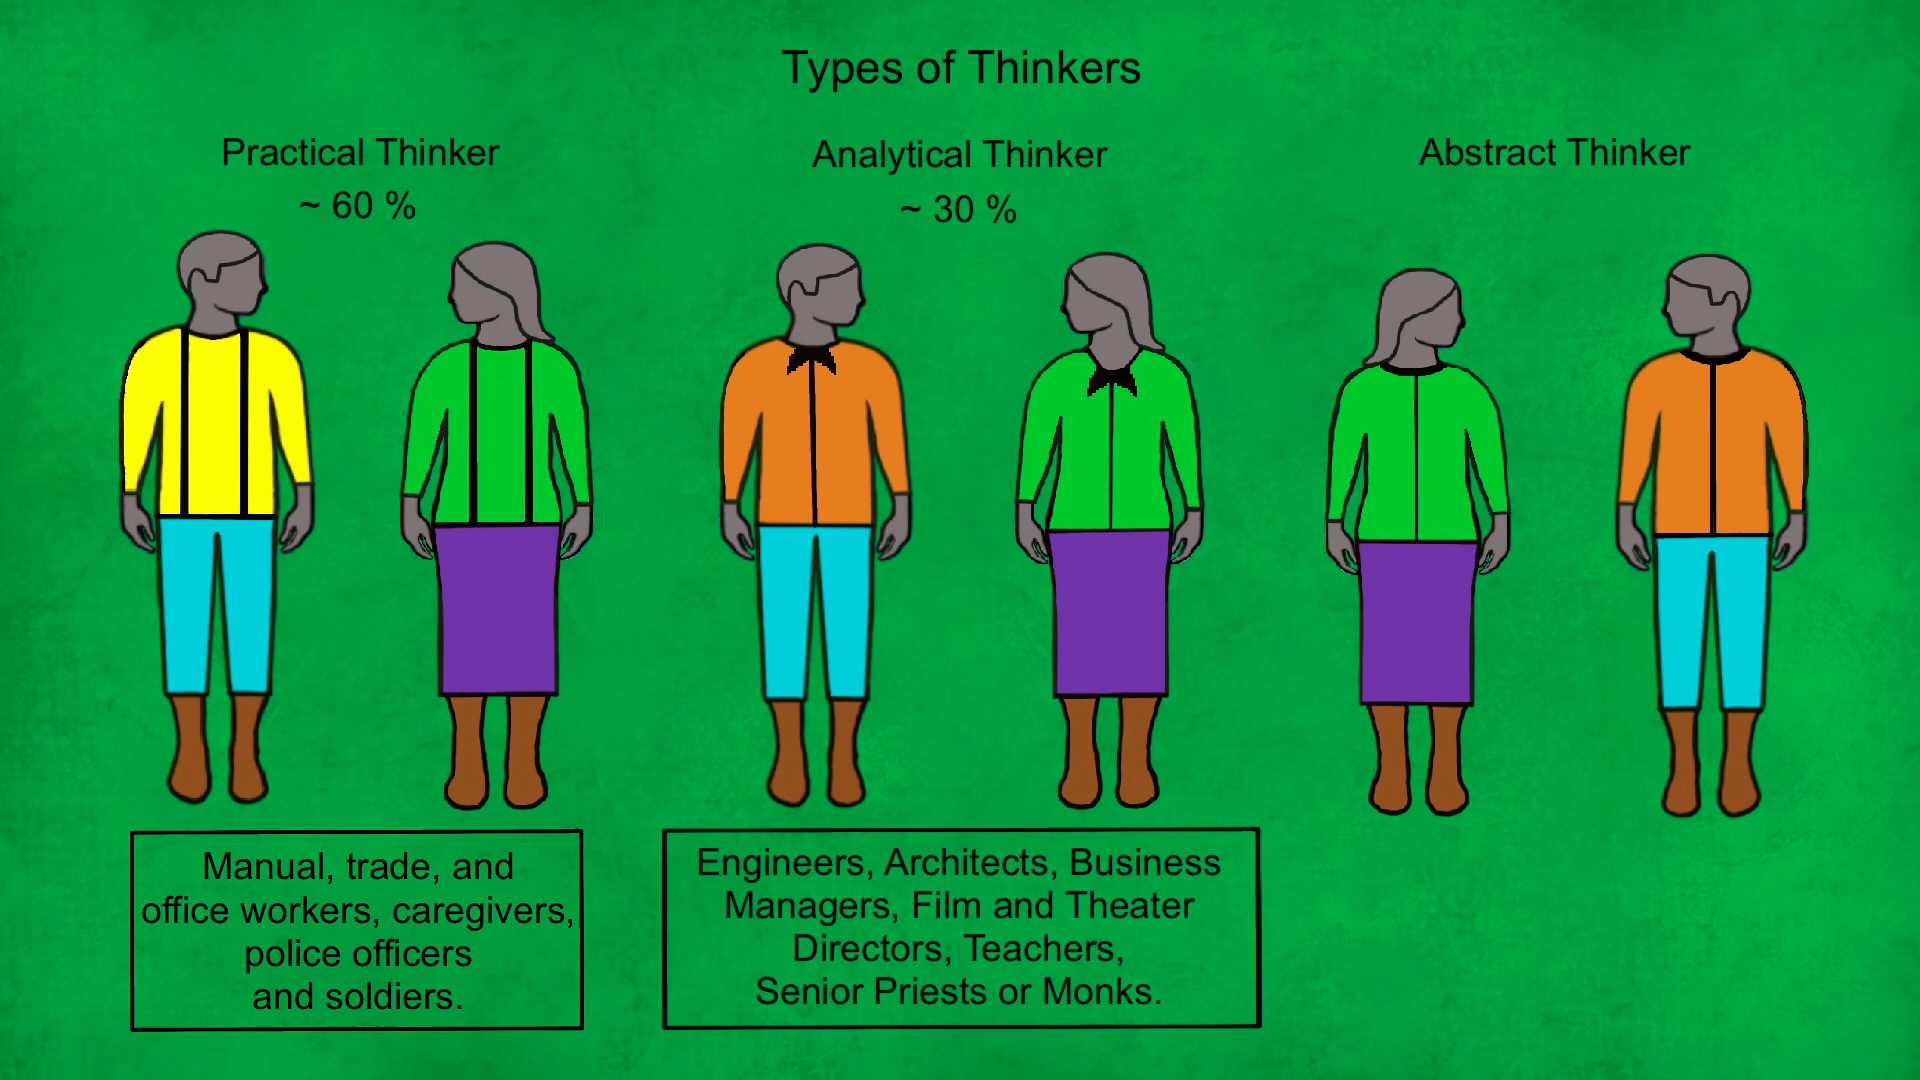 Types of Thinkers
Practical Thinker
~ 60 %
Analytical Thinker
~ 30 %
Abstract Thinker
Manual, trade, and
office workers, caregivers,
police officers
and soldiers.
Engineers, Architects, Business
Managers, Film and Theater
Directors, Teachers,
Senior Priests or Monks.